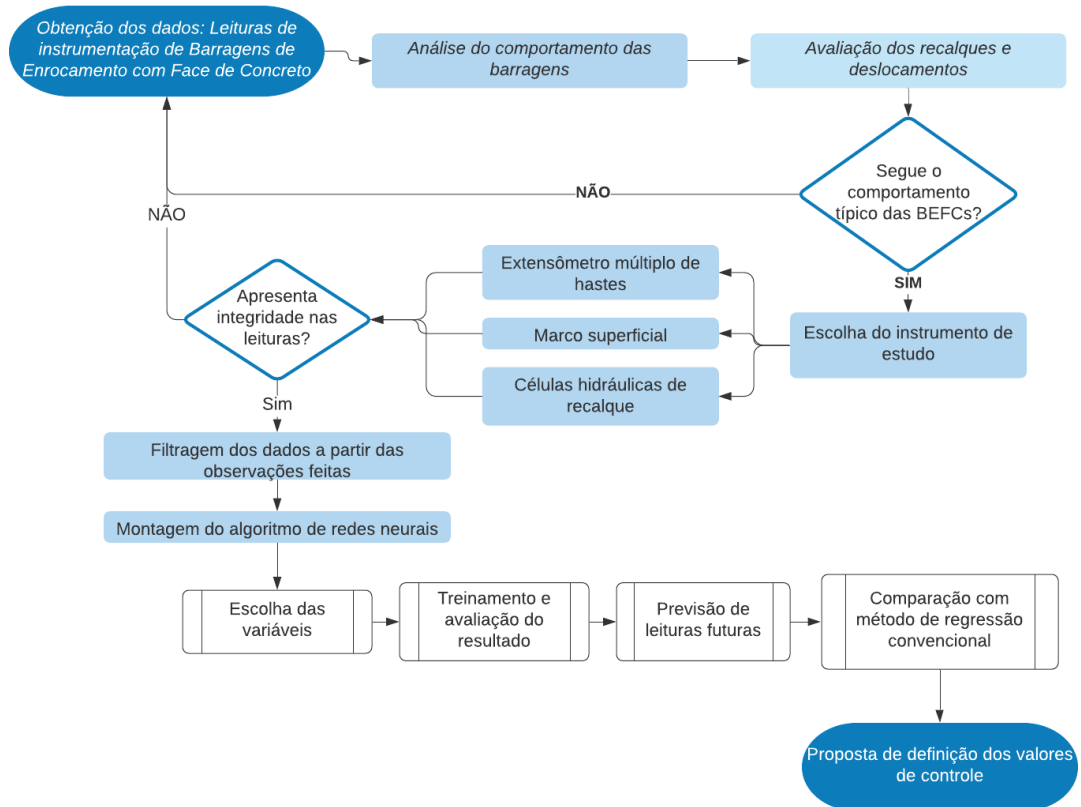 Obtenção dos dados: Leituras de
instrumentação de Barragens de
Enrocamento com Face de Concreto
Análise do comportamento das
barragens
Avaliação dos recalques e
deslocamentos
Segue o
comportamento
típico das BEFCs?
NÃO
SIM
Escolha do instrumento de
estudo
Extensômetro múltiplo de
hastes
Marco superficial
Células hidráulicas de
recalque
Apresenta
integridade nas
leituras?
NÃO
Sim
Filtragem dos dados a partir das
observações feitas
Montagem do algoritmo de redes neurais
Escolha das
variáveis
Treinamento e
avaliação do
resultado
Previsão de
leituras futuras
Comparação com
método de regressão
convencional
Proposta de definição dos valores
de controle